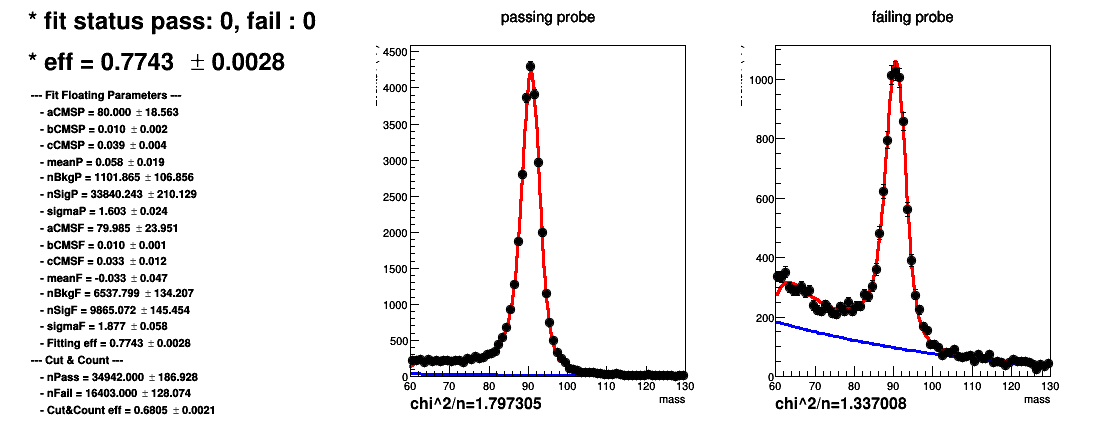 * fit status pass: 0, fail : 0
* eff = 0.7743 ± 0.0028
--- Fit Floating Parameters ---
- aCMSP = 80.000 ± 18.563
- bCMSP = 0.010 ± 0.002
- cCMSP = 0.039 ± 0.004
- meanP = 0.058 ± 0.019
- nBkgP = 1101.865 ± 106.856
- nSigP = 33840.243 ± 210.129
- sigmaP = 1.603 ± 0.024
- aCMSF = 79.985 ± 23.951
- bCMSF = 0.010 ± 0.001
- cCMSF = 0.033 ± 0.012
- meanF = -0.033 ± 0.047
- nBkgF = 6537.799 ± 134.207
- nSigF = 9865.072 ± 145.454
- sigmaF = 1.877 ± 0.058
- Fitting eff = 0.7743 ± 0.0028
--- Cut & Count ---
- nPass = 34942.000 ± 186.928
- nFail = 16403.000 ± 128.074
- Cut&Count eff = 0.6805 ± 0.0021
passing probe
4500
4000
3500
3000
2500
2000
1500
1000
500
0
60 70 80 90 100 110 120 130
mass
chi^2/n=1.797305
failing probe
1000
800
600
400
200
0
60 70 80 90 100 110 120 130
mass
chi^2/n=1.337008